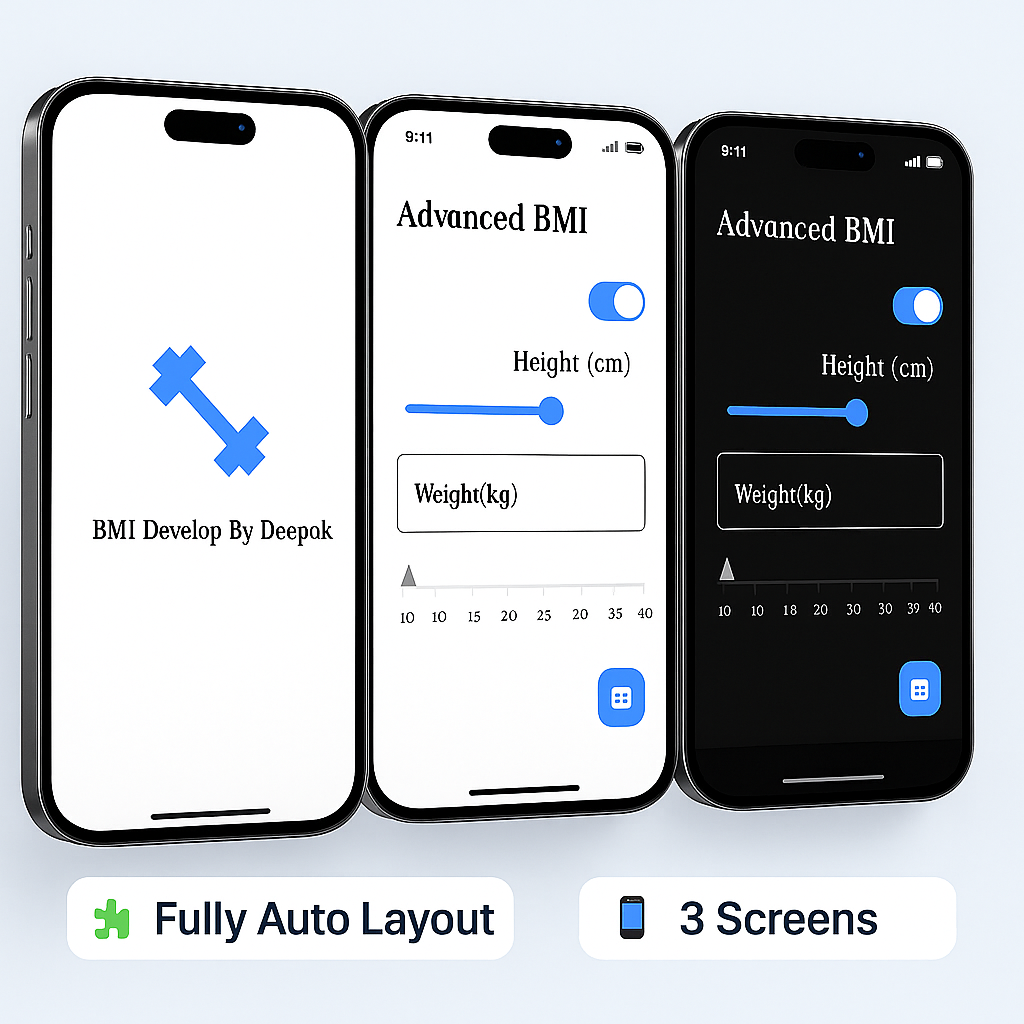 BMI Develop By Deepak
9:11
Advanced BMI
Height (cm)
Weight(kg)
10 10 15 20 25 20 35 40
9:11
Advanced BMI
Height (cm)
Weight(kg)
10 10 18 20 30 30 39 40
Fully Auto Layout
3 Screens